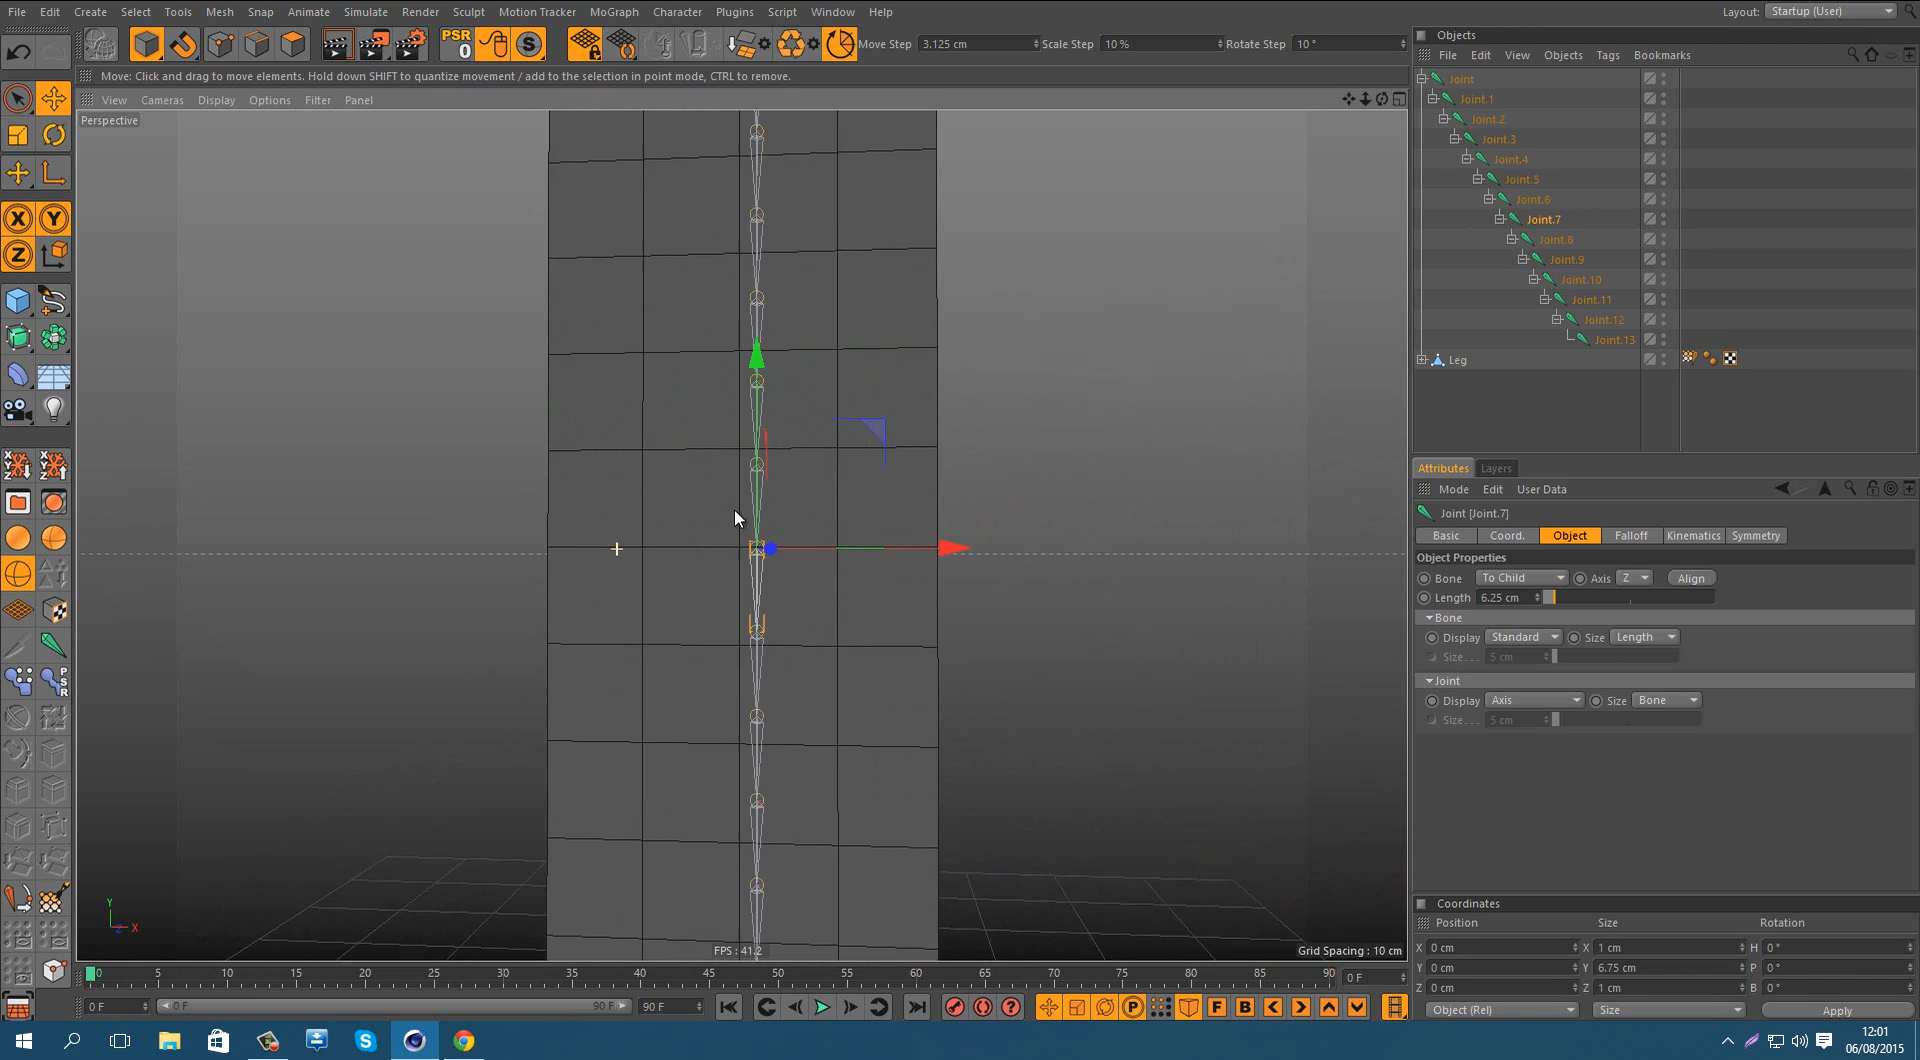 File Edit Create Select Tools Mesh Snap Animate Simulate Render Sculpt Motion Tracker MoGraph Character Plugins Script Window Help Layout: Startup (User)
PSR
0 S Move Step 3.125 cm Scale Step 10 % Rotate Step 10 °
Move: Click and drag to move elements. Hold down SHIFT to quantize movement / add to the selection in point mode, CTRL to remove.
View Cameras Display Options Filter Panel
Perspective
X Y
Z
XYZ XYZ
PSR
Y
Z X
FPS : 41.2
Grid Spacing : 10 cm
Objects
File Edit View Objects Tags Bookmarks
Joint
Joint.1
Joint.2
Joint.3
Joint.4
Joint.5
Joint.6
Joint.7
Joint.8
Joint.9
Joint.10
Joint.11
Joint.12
Joint.13
Leg
Attributes Layers
Mode Edit User Data
Joint [Joint.7]
Basic Coord. Object Falloff Kinematics Symmetry
Object Properties
Bone To Child Axis Z Align
Length 6.25 cm
Bone
Display Standard Size Length
Size . . . 5 cm
Joint
Display Axis Size Bone
Size . . . 5 cm
Coordinates
Position Size Rotation
X 0 cm X 1 cm H 0 °
Y 0 cm Y 6.75 cm P 0 °
Z 0 cm Z 1 cm B 0 °
Object (Rel) Size Apply
0 5 10 15 20 25 30 35 40 45 50 55 60 65 70 75 80 85 90 0 F
0 F 0 F 90 F 90 F ? P F B
12:01
06/08/2015